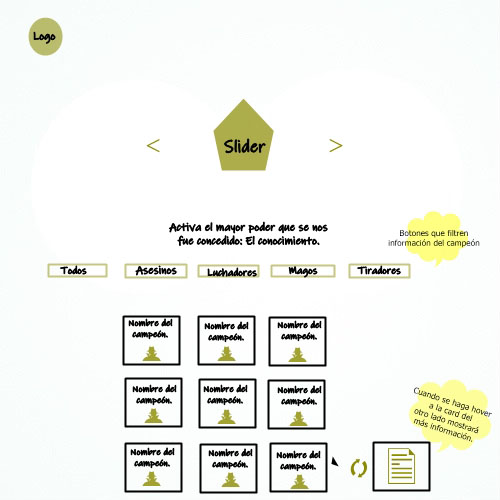 Logo
< Slider >
Activa el mayor poder que se nos
fue concedido: El conocimiento.
Botones que filtren
información del campeón
Todos Asesinos Luchadores Magos Tiradores
Nombre del Nombre del Nombre del
campeón. campeón. campeón.
Nombre del Nombre del Nombre del
campeón. campeón. campeón.
Cuando se haga hover
a la card del
otro lado mostrará
más información.
Nombre del Nombre del Nombre del
campeón. campeón. campeón.